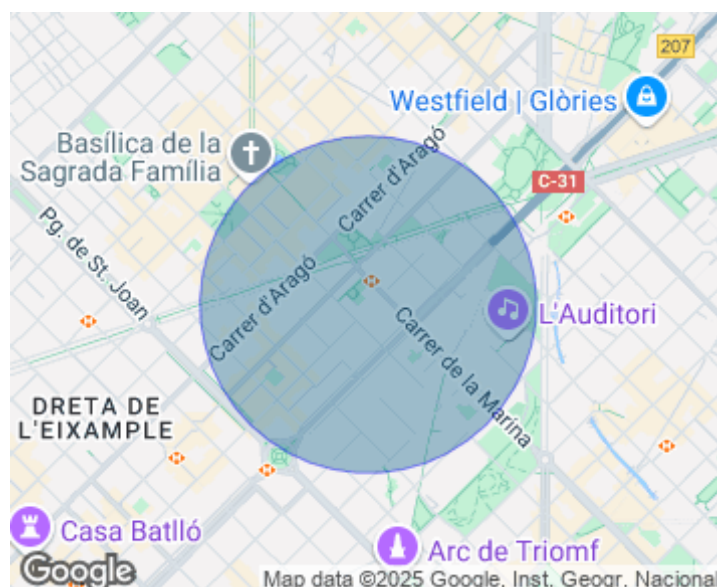 207
Westfield | Glòries
Basílica de la
Sagrada Família
Carrer d'Aragó
C-31
Pg. de St. Joan
Carrer d'Aragó
L'Auditori
Carrer de la Marina
DRETA DE
L'EIXAMPLE
Casa Batlló
Arc de Triomf
Google
Map data ©2025 Google, Inst. Geogr. Nacional